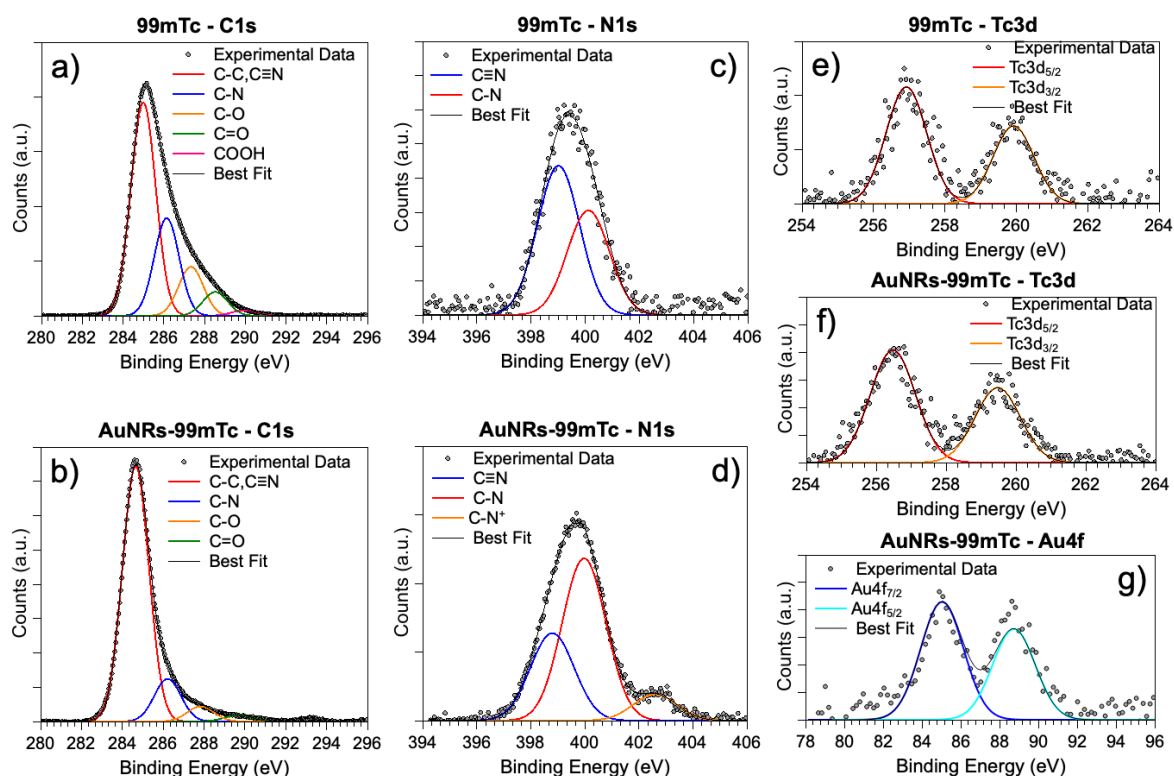 99mTc - C1s
a)
Experimental Data
C-C,C≡N
C-N
C-O
C=O
COOH
Best Fit
Counts (a.u.)
280 282 284 286 288 290 292 294 296
Binding Energy (eV)
99mTc - N1s
c)
Experimental Data
C≡N
C-N
Best Fit
Counts (a.u.)
394 396 398 400 402 404 406
Binding Energy (eV)
99mTc - Tc3d
e)
Experimental Data
Tc3d5/2
Tc3d3/2
Best Fit
Counts (a.u.)
254 256 258 260 262 264
Binding Energy (eV)
AuNRs-99mTc - Tc3d
f)
Experimental Data
Tc3d5/2
Tc3d3/2
Best Fit
Counts (a.u.)
254 256 258 260 262 264
Binding Energy (eV)
AuNRs-99mTc - C1s
b)
Experimental Data
C-C,C≡N
C-N
C-O
C=O
Best Fit
Counts (a.u.)
280 282 284 286 288 290 292 294 296
Binding Energy (eV)
AuNRs-99mTc - N1s
d)
Experimental Data
C≡N
C-N
C-N⁺
Best Fit
Counts (a.u.)
394 396 398 400 402 404 406
Binding Energy (eV)
AuNRs-99mTc - Au4f
g)
Experimental Data
Au4f7/2
Au4f5/2
Best Fit
Counts (a.u.)
78 80 82 84 86 88 90 92 94 96
Binding Energy (eV)